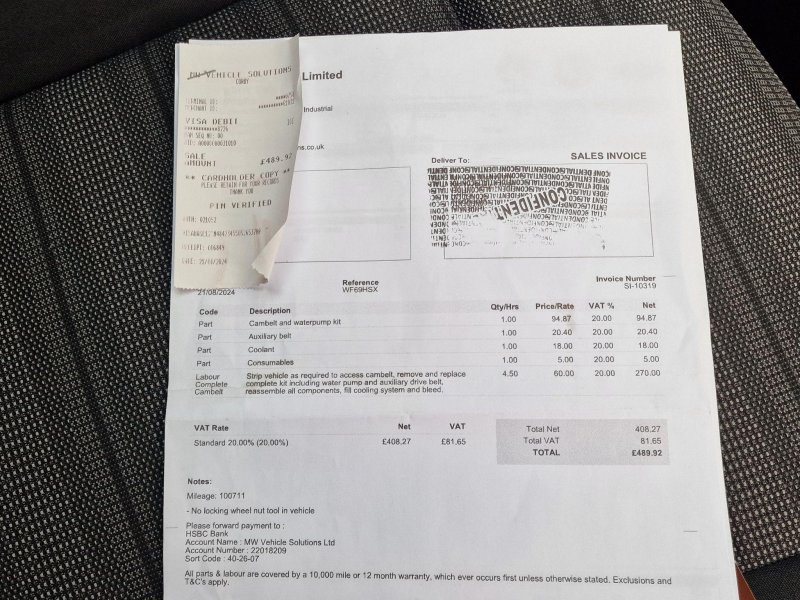 VEHICLE SOLUTIONS
CORBY
VISA DEBIT
SALE
AMOUNT £489.92
** CARDHOLDER COPY **
PLEASE RETAIN FOR YOUR RECORDS
THANK YOU
PIN VERIFIED
Limited
Industrial
ns.co.uk
SALES INVOICE
Deliver To:
CONFIDENT
Reference Invoice Number
21/08/2024 WF69HSX SI-10319
Code Description Qty/Hrs Price/Rate VAT % Net
Part Cambelt and waterpump kit 1.00 94.87 20.00 94.87
Part Auxiliary belt 1.00 20.40 20.00 20.40
Part Coolant 1.00 18.00 20.00 18.00
Part Consumables 1.00 5.00 20.00 5.00
Labour Strip vehicle as required to access cambelt, remove and replace 4.50 60.00 20.00 270.00
Complete complete kit including water pump and auxiliary drive belt,
Cambelt reassemble all components, fill cooling system and bleed.
VAT Rate Net VAT
Standard 20.00% (20.00%) £408.27 £81.65
Total Net 408.27
Total VAT 81.65
TOTAL £489.92
Notes:
Mileage: 100711
- No locking wheel nut tool in vehicle
Please forward payment to :
HSBC Bank
Account Name : MW Vehicle Solutions Ltd
Account Number : 22018209
Sort Code : 40-26-07
All parts & labour are covered by a 10,000 mile or 12 month warranty, which ever occurs first unless otherwise stated. Exclusions and
T&C's apply.